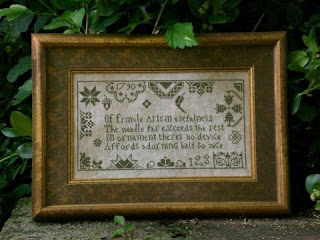 1790
Of female arts in usefulness
The needle far exceeds the rest
In ornament theres no device
Affords adorning half so nice
123